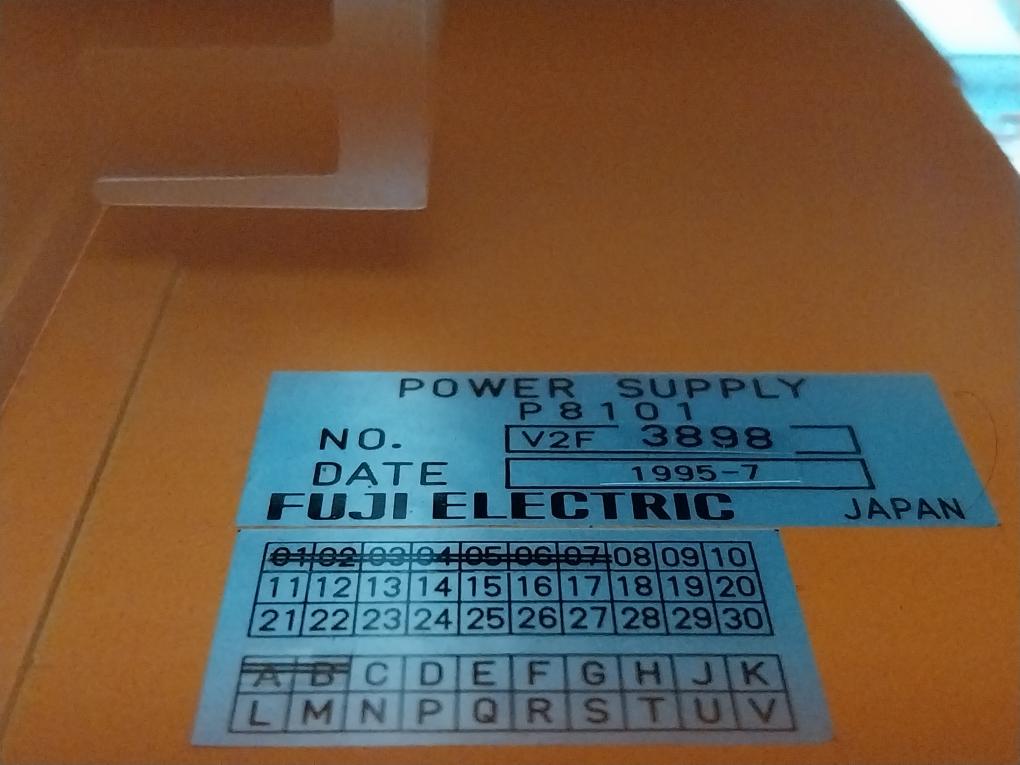 POWER SUPPLY
P8101
NO. V2F 3898
DATE 1995-7
FUJI ELECTRIC JAPAN
01 02 03 04 05 06 07 08 09 10
11 12 13 14 15 16 17 18 19 20
21 22 23 24 25 26 27 28 29 30
A B C D E F G H J K
L M N P Q R S T U V